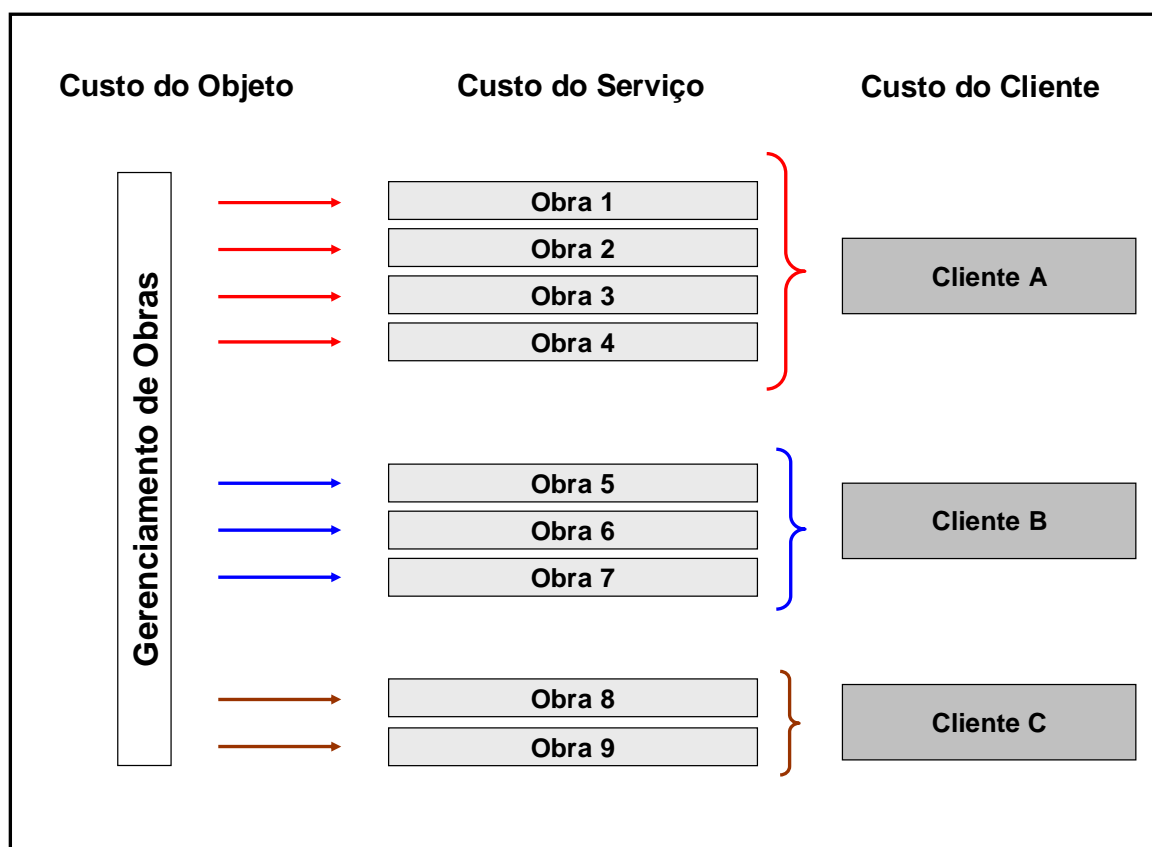 Custo do Objeto
Custo do Serviço
Custo do Cliente
Gerenciamento de Obras
Obra 1
Obra 2
Obra 3
Obra 4
Cliente A
Obra 5
Obra 6
Obra 7
Cliente B
Obra 8
Obra 9
Cliente C